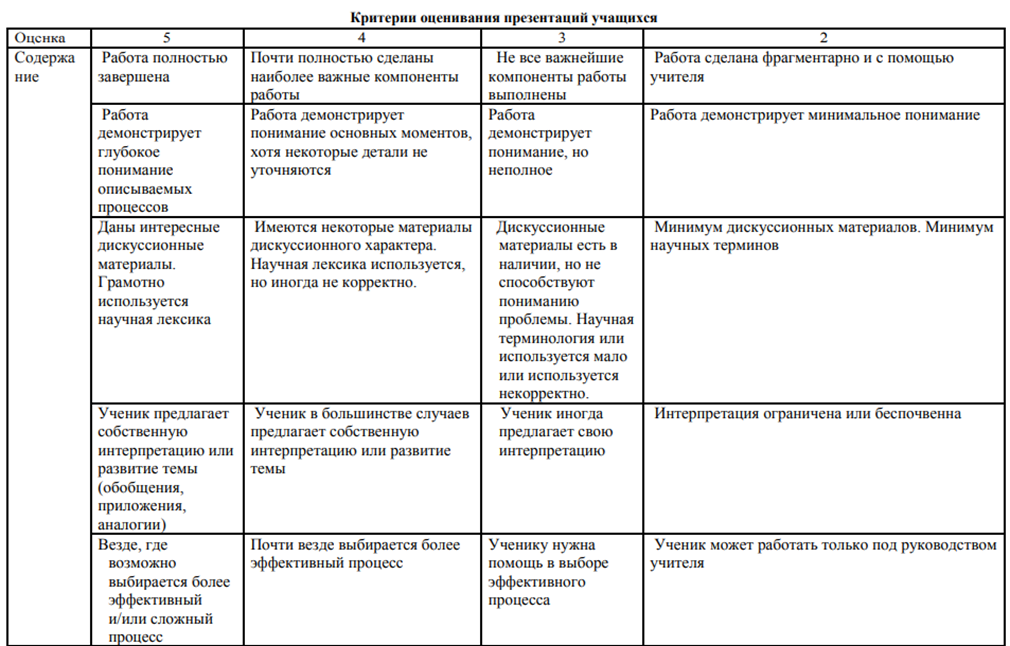 Критерии оценивания презентаций учащихся
Оценка 5 4 3 2
Содержа
ние
Работа полностью
завершена
Почти полностью сделаны
наиболее важные компоненты
работы
Не все важнейшие
компоненты работы
выполнены
Работа сделана фрагментарно и с помощью
учителя
Работа
демонстрирует
глубокое
понимание
описываемых
процессов
Работа демонстрирует
понимание основных моментов,
хотя некоторые детали не
уточняются
Работа
демонстрирует
понимание, но
неполное
Работа демонстрирует минимальное понимание
Даны интересные
дискуссионные
материалы.
Грамотно
используется
научная лексика
Имеются некоторые материалы
дискуссионного характера.
Научная лексика используется,
но иногда не корректно.
Дискуссионные
материалы есть в
наличии, но не
способствуют
пониманию
проблемы. Научная
терминология или
используется мало
или используется
некорректно.
Минимум дискуссионных материалов. Минимум
научных терминов
Ученик предлагает
собственную
интерпретацию или
развитие темы
(обобщения,
приложения,
аналогии)
Ученик в большинстве случаев
предлагает собственную
интерпретацию или развитие
темы
Ученик иногда
предлагает свою
интерпретацию
Интерпретация ограничена или беспочвенна
Везде, где
возможно
выбирается более
эффективный
и/или сложный
процесс
Почти везде выбирается более
эффективный процесс
Ученику нужна
помощь в выборе
эффективного
процесса
Ученик может работать только под руководством
учителя